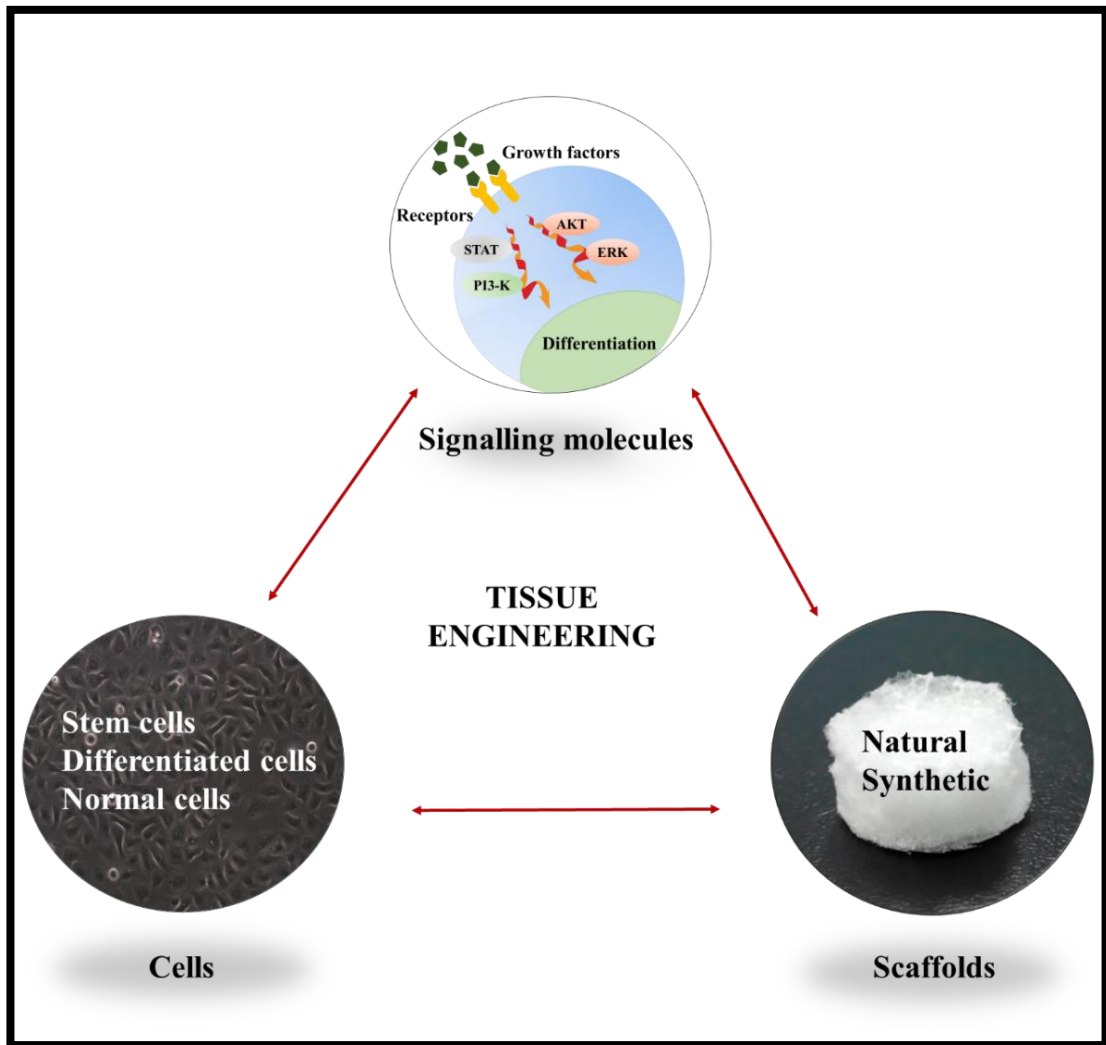 Growth factors
Receptors
AKT
STAT
ERK
PI3-K
Differentiation
Signalling molecules
TISSUE
ENGINEERING
Stem cells
Differentiated cells
Normal cells
Natural
Synthetic
Cells
Scaffolds